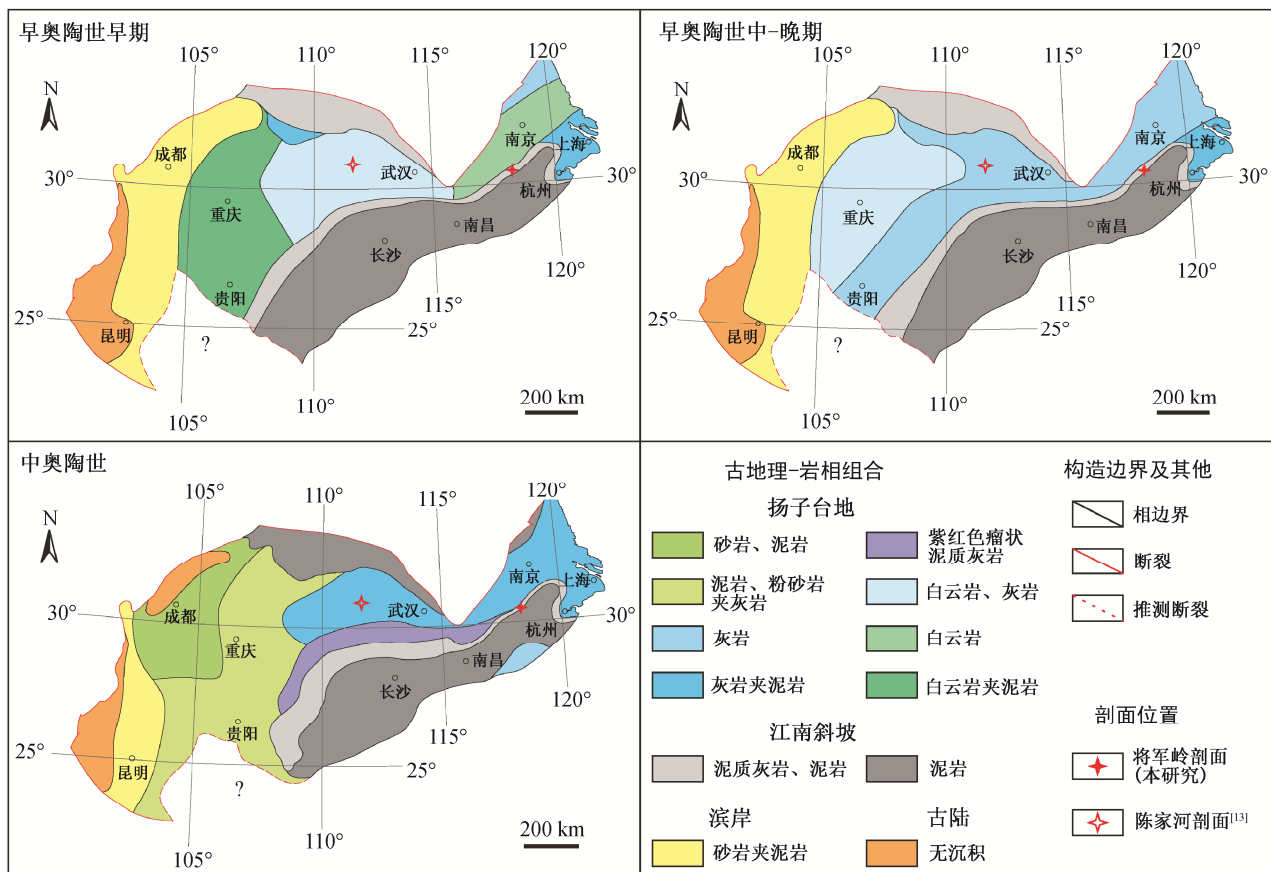 早奥陶世早期
105°
110°
115°
120°
N
南京
上海
成都
武汉
30°
30°
杭州
重庆
南昌
长沙
120°
贵阳
115°
25°
昆明
25°
?
110°
200 km
105°
早奥陶世中-晚期
105°
110°
115°
120°
N
南京
上海
成都
武汉
30°
30°
杭州
重庆
南昌
长沙
120°
贵阳
115°
25°
昆明
25°
?
110°
200 km
105°
中奥陶世
105°
110°
115°
120°
N
南京
上海
30°
成都
武汉
30°
重庆
杭州
南昌
长沙
120°
贵阳
115°
25°
昆明
25°
?
110°
200 km
105°
古地理-岩相组合
扬子台地
砂岩、泥岩
紫红色瘤状
泥质灰岩
泥岩、粉砂岩
夹灰岩
白云岩、灰岩
灰岩
白云岩
灰岩夹泥岩
白云岩夹泥岩
江南斜坡
泥质灰岩、泥岩
泥岩
滨岸
古陆
砂岩夹泥岩
无沉积
构造边界及其他
相边界
断裂
推测断裂
剖面位置
将军岭剖面
(本研究)
陈家河剖面[13]